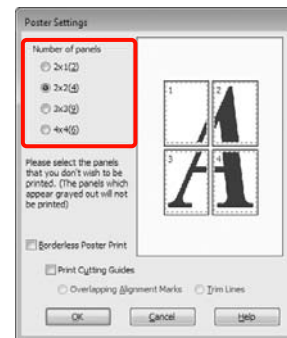 Poster Settings
Number of panels
2x1(2)
2x2(4)
3x3(9)
4x4(6)
1 2
3 4
Please select the panels
that you don't wish to be
printed. (The panels which
appear grayed out will not
be printed)
Borderless Poster Print
Print Cutting Guides
Overlapping Alignment Marks Trim Lines
OK Cancel Help